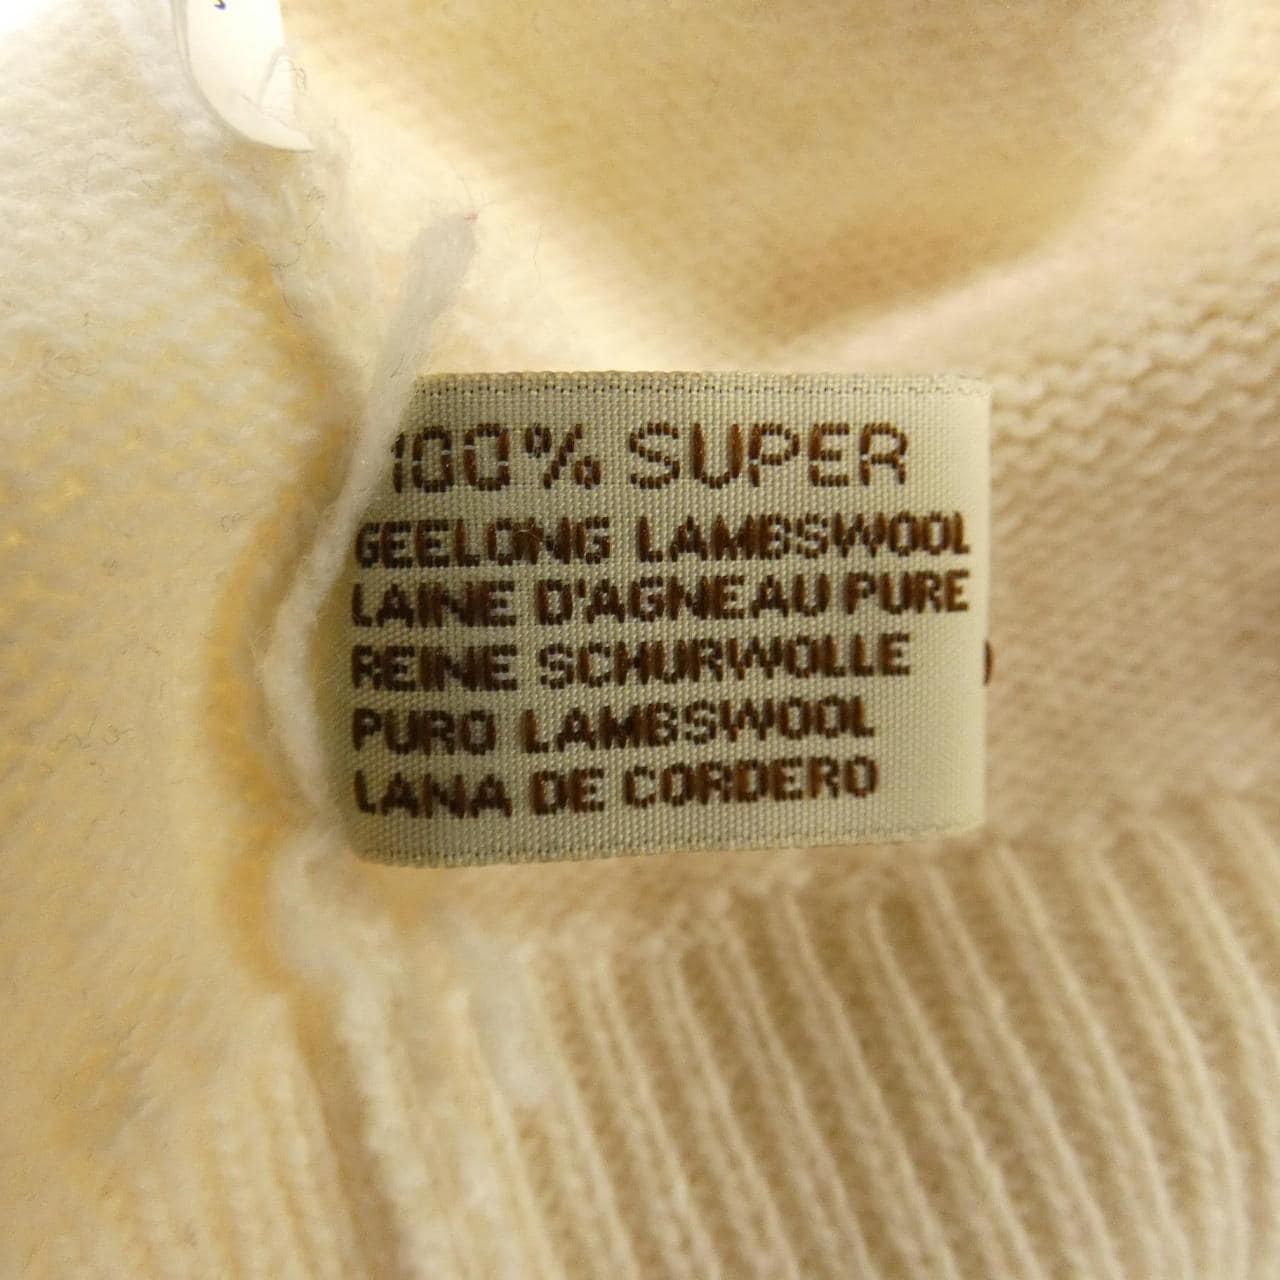 100% SUPER
GEELONG LAMBSWOOL
LAINE D'AGNEAU PURE
REINE SCHURWOLLE
PURO LAMBSWOOL
LANA DE CORDERO